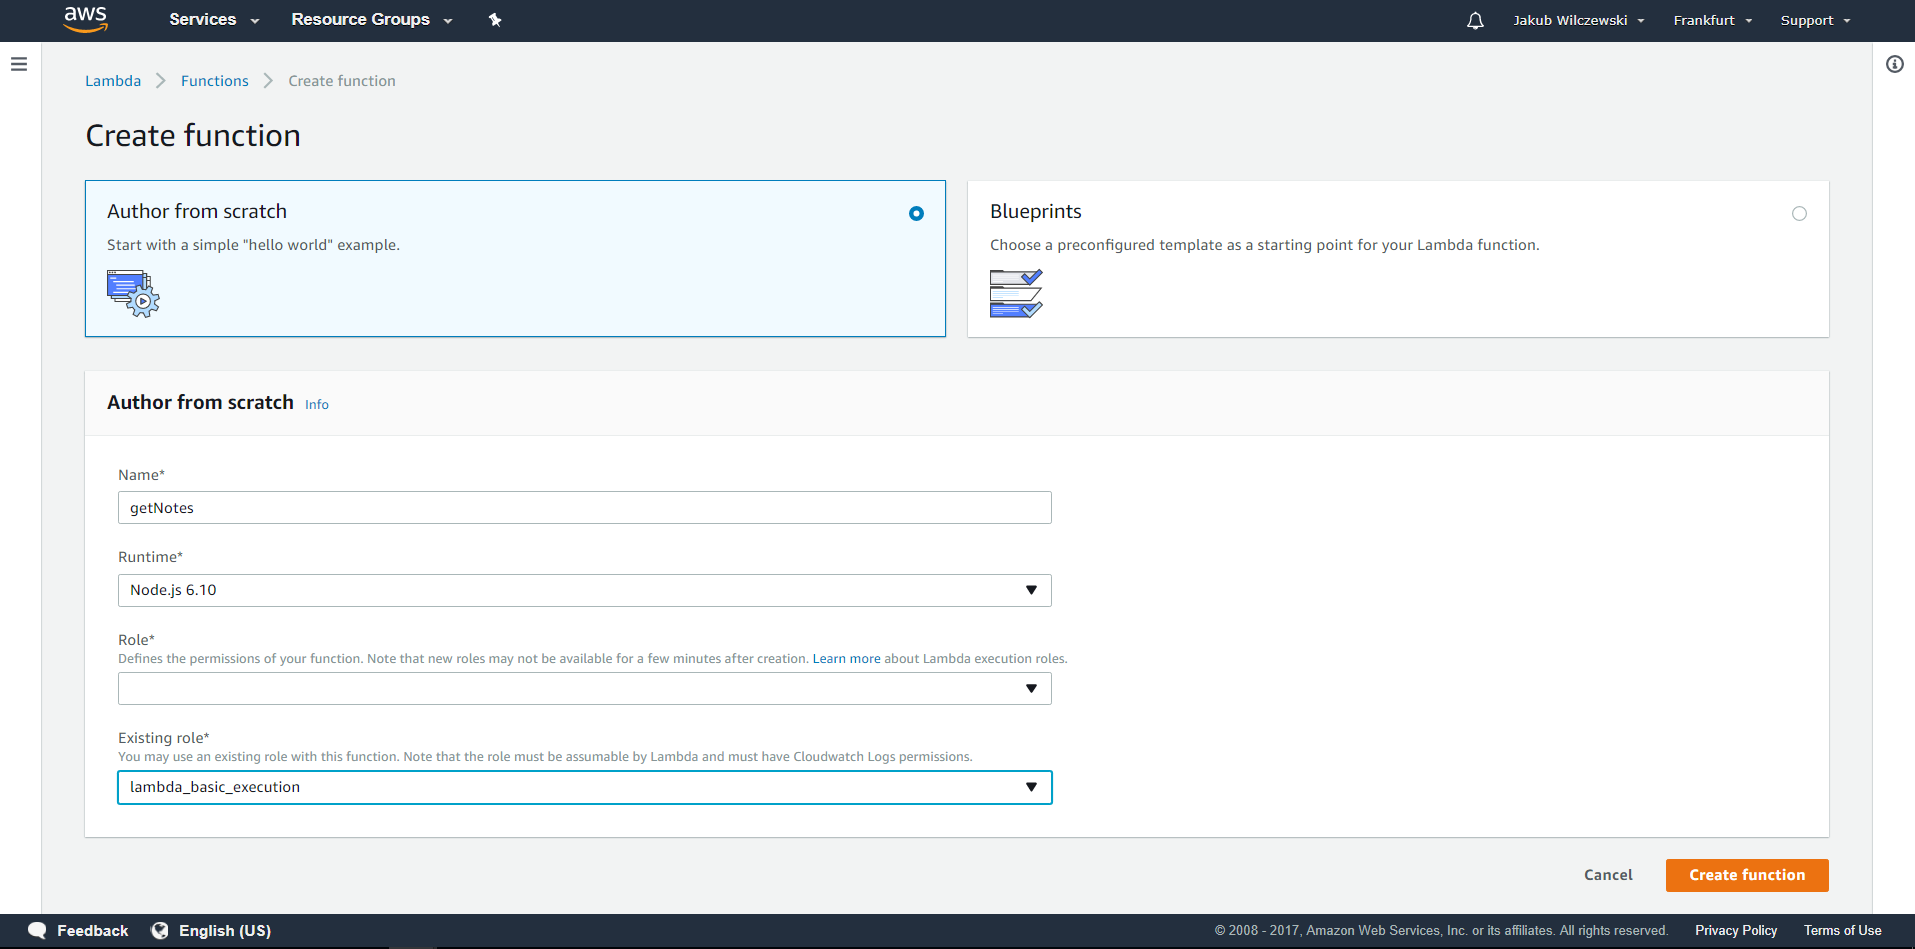 aws Services Resource Groups Jakub Wilczewski Frankfurt Support
Lambda Functions Create function
Create function
Author from scratch
Start with a simple "hello world" example.
Blueprints
Choose a preconfigured template as a starting point for your Lambda function.
Author from scratch Info
Name*
getNotes
Runtime*
Node.js 6.10
Role*
Defines the permissions of your function. Note that new roles may not be available for a few minutes after creation. Learn more about Lambda execution roles.
Existing role*
You may use an existing role with this function. Note that the role must be assumable by Lambda and must have Cloudwatch Logs permissions.
lambda_basic_execution
Cancel Create function
Feedback English (US) © 2008 - 2017, Amazon Web Services, Inc. or its affiliates. All rights reserved. Privacy Policy Terms of Use